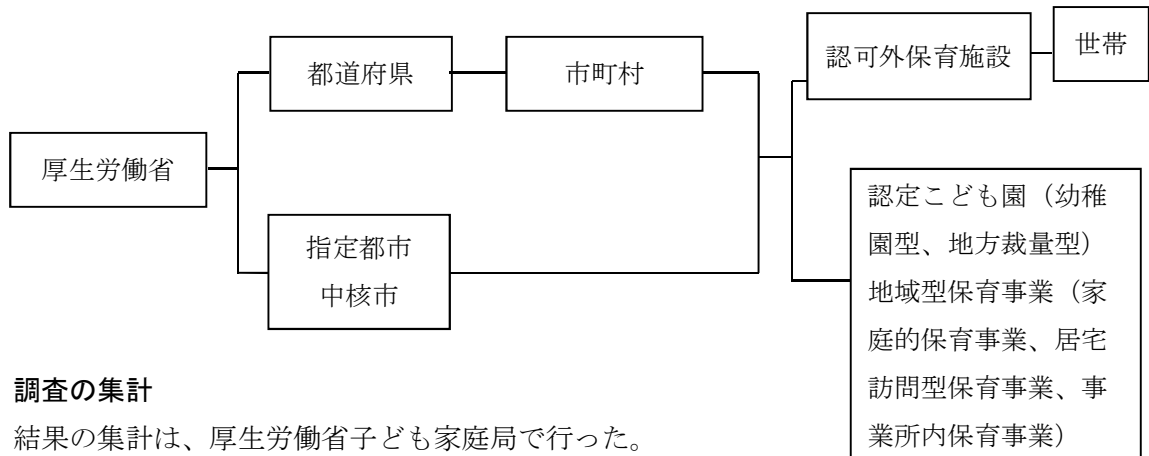 厚生労働省
都道府県
市町村
指定都市
中核市
認可外保育施設
世帯
認定こども園（幼稚
園型、地方裁量型）
地域型保育事業（家
庭的保育事業、居宅
訪問型保育事業、事
業所内保育事業）
調査の集計
結果の集計は、厚生労働省子ども家庭局で行った。